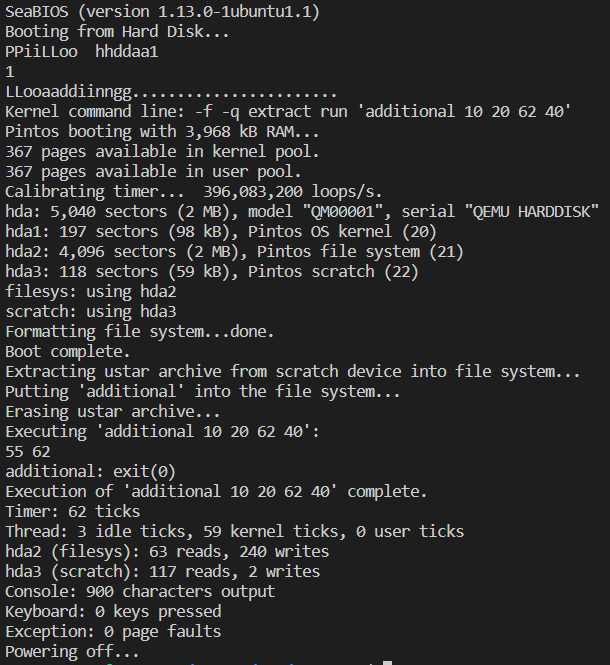 SeaBIOS (version 1.13.0-1ubuntu1.1)
Booting from Hard Disk...
PPiiLLoo  hhddaa1
1
LLooaaddiinngg.......................
Kernel command line: -f -q extract run 'additional 10 20 62 40'
Pintos booting with 3,968 kB RAM...
367 pages available in kernel pool.
367 pages available in user pool.
Calibrating timer...  396,083,200 loops/s.
hda: 5,040 sectors (2 MB), model "QM00001", serial "QEMU HARDDISK"
hda1: 197 sectors (98 kB), Pintos OS kernel (20)
hda2: 4,096 sectors (2 MB), Pintos file system (21)
hda3: 118 sectors (59 kB), Pintos scratch (22)
filesys: using hda2
scratch: using hda3
Formatting file system...done.
Boot complete.
Extracting ustar archive from scratch device into file system...
Putting 'additional' into the file system...
Erasing ustar archive...
Executing 'additional 10 20 62 40':
55 62
additional: exit(0)
Execution of 'additional 10 20 62 40' complete.
Timer: 62 ticks
Thread: 3 idle ticks, 59 kernel ticks, 0 user ticks
hda2 (filesys): 63 reads, 240 writes
hda3 (scratch): 117 reads, 2 writes
Console: 900 characters output
Keyboard: 0 keys pressed
Exception: 0 page faults
Powering off...